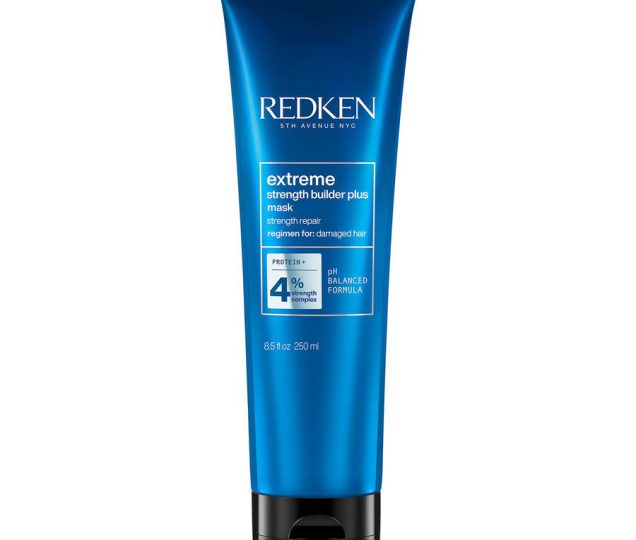 REDKEN
5TH AVENUE NYC
extreme
strength builder plus
mask
strength repair
regimen for: damaged hair
PROTEIN+
4%
strength
complex
pH
BALANCED
FORMULA
8.5 fl oz 250 ml